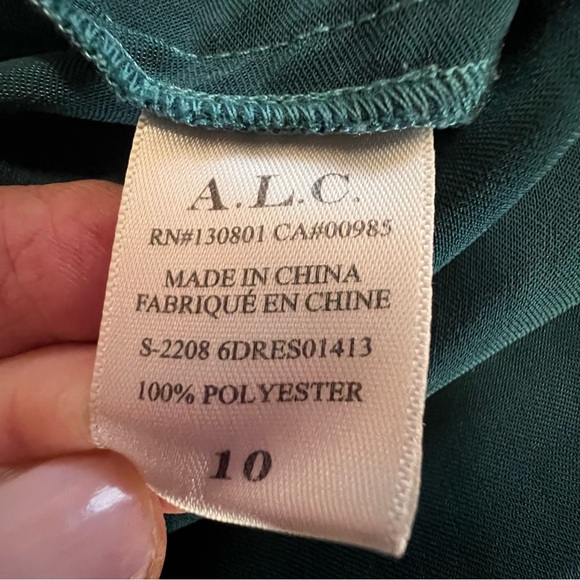 A.L.C.
RN#130801 CA#00985
MADE IN CHINA
FABRIQUÉ EN CHINE
S-2208 6DRES01413
100% POLYESTER
10